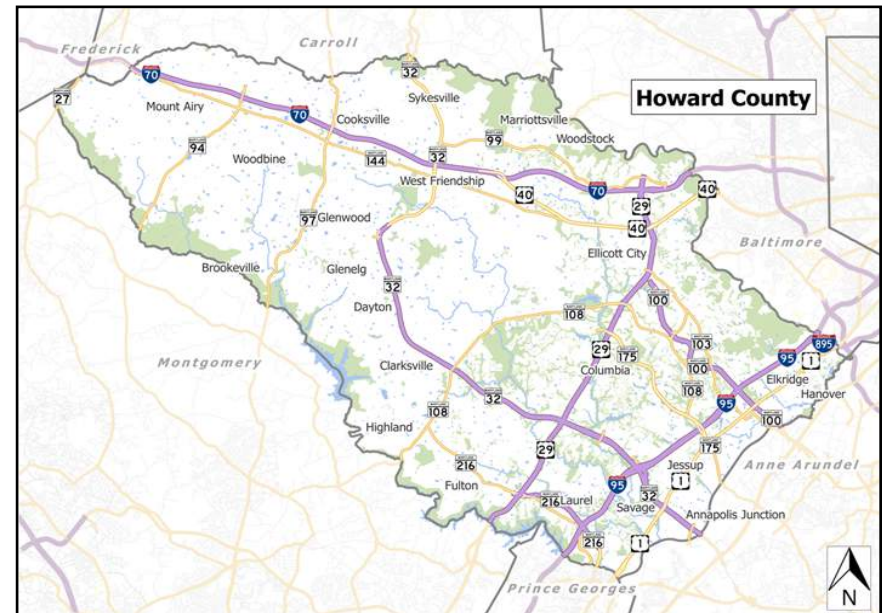 Frederick
Carroll
Howard County
MARYLAND
32
INTERSTATE
70
27
Mount Airy
70
Cooksville
Sykesville
Marriottsville
Woodstock
94
Woodbine
144
32
99
West Friendship
40
70
29
40
40
97
Glenwood
Ellicott City
Baltimore
Brookeville
Glenelg
32
Dayton
100
108
Montgomery
Clarksville
29
175
Columbia
103
100
95
895
1
Elkridge
Hanover
108
32
108
95
100
Highland
29
175
216
Fulton
Jessup
Anne Arundel
95
1
216
Laurel
Savage
32
Annapolis Junction
216
1
Prince Georges
N